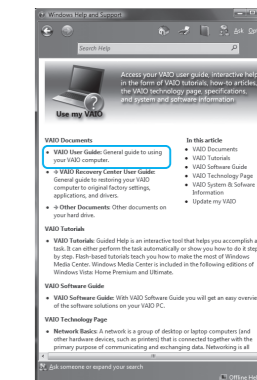 Windows Help and Support
Ask
Search Help
Access your VAIO user guide, interactive help
in the form of VAIO tutorials, how-to articles,
the VAIO technology page, specifications,
and system and software information
Use my VAIO
VAIO Documents
• VAIO User Guide: General guide to using
your VAIO computer.
• → VAIO Recovery Center User Guide:
General guide to restoring your VAIO
computer to original factory settings,
applications, and drivers.
• → Other Documents: Other documents on
your hard drive.
In this article
• VAIO Documents
• VAIO Tutorials
• VAIO Software Guide
• VAIO Technology Page
• VAIO System & Software
Information
• Update my VAIO
VAIO Tutorials
• VAIO Tutorials: Guided Help is an interactive tool that helps you accomplish a
task. It can either perform the task automatically or show you how to do it step
by step. Flash-based tutorials teach you how to make the most of Windows
Media Center. Windows Media Center is included in the following editions of
Windows Vista: Home Premium and Ultimate.
VAIO Software Guide
• VAIO Software Guide: With VAIO Software Guide you will get an easy overvie
of the software solutions on your VAIO PC.
VAIO Technology Page
• Network Basics: A network is a group of desktop or laptop computers (and
other hardware devices, such as printers) that is connected together with the
primary purpose of communicating and exchanging data. Networking is all
Ask someone or expand your search
Offline Hel